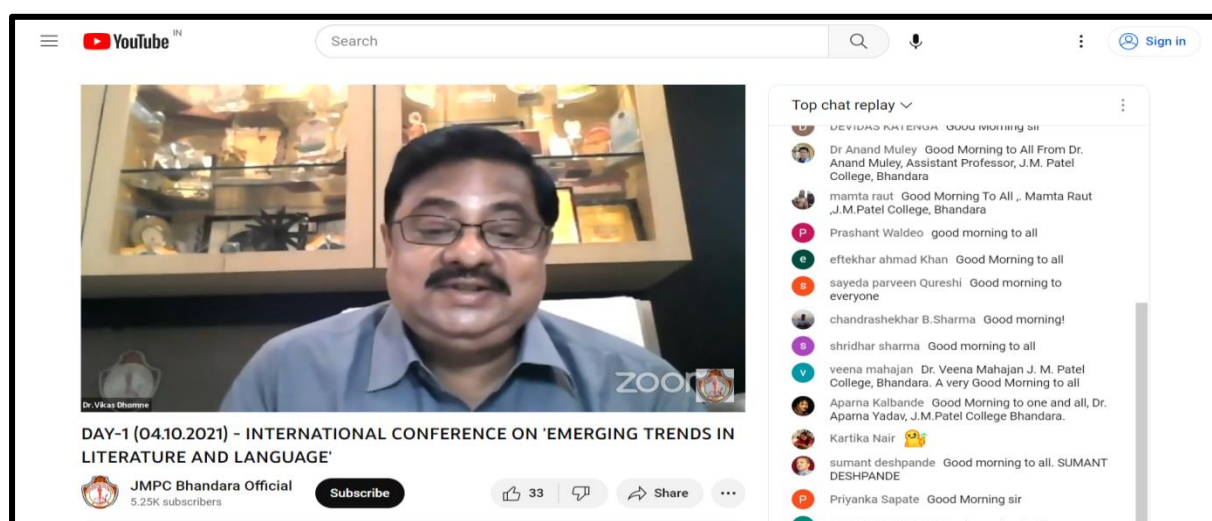 YouTube IN
Search
Sign in
Top chat replay
DEVIDAS KATENGA Good Morning sir
Dr Anand Muley Good Morning to All From Dr.
Anand Muley, Assistant Professor, J.M. Patel
College, Bhandara
mamta raut Good Morning To All ,. Mamta Raut
,J.M.Patel College, Bhandara
P Prashant Waldeo good morning to all
e eftekhar ahmad Khan Good Morning to all
s sayeda parveen Qureshi Good morning to
everyone
chandrashekhar B.Sharma Good morning!
s shridhar sharma Good morning to all
v veena mahajan Dr. Veena Mahajan J. M. Patel
College, Bhandara. A very Good Morning to all
Aparna Kalbande Good Morning to one and all, Dr.
Aparna Yadav, J.M.Patel College Bhandara.
Kartika Nair
sumant deshpande Good morning to all. SUMANT
DESHPANDE
P Priyanka Sapate Good Morning sir
Dr.Vikas Dhomne
zoom
DAY-1 (04.10.2021) - INTERNATIONAL CONFERENCE ON 'EMERGING TRENDS IN
LITERATURE AND LANGUAGE'
JMPC Bhandara Official
5.25K subscribers
Subscribe
33
Share